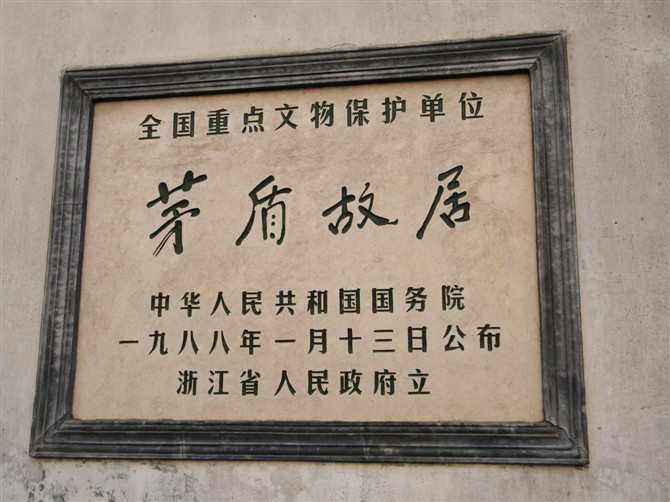 全国重点文物保护单位
茅盾故居
中华人民共和国国务院
一九八八年一月十三日公布
浙江省人民政府立